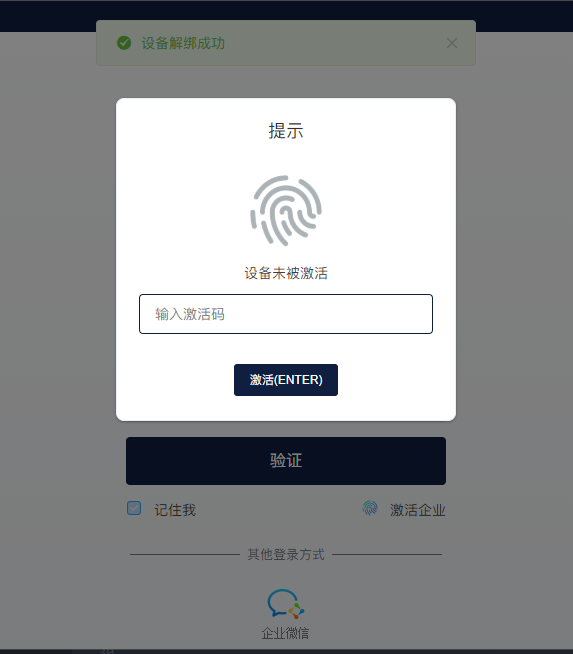 设备解绑成功
提示
设备未被激活
输入激活码
激活(ENTER)
验证
记住我
激活企业
其他登录方式
企业微信